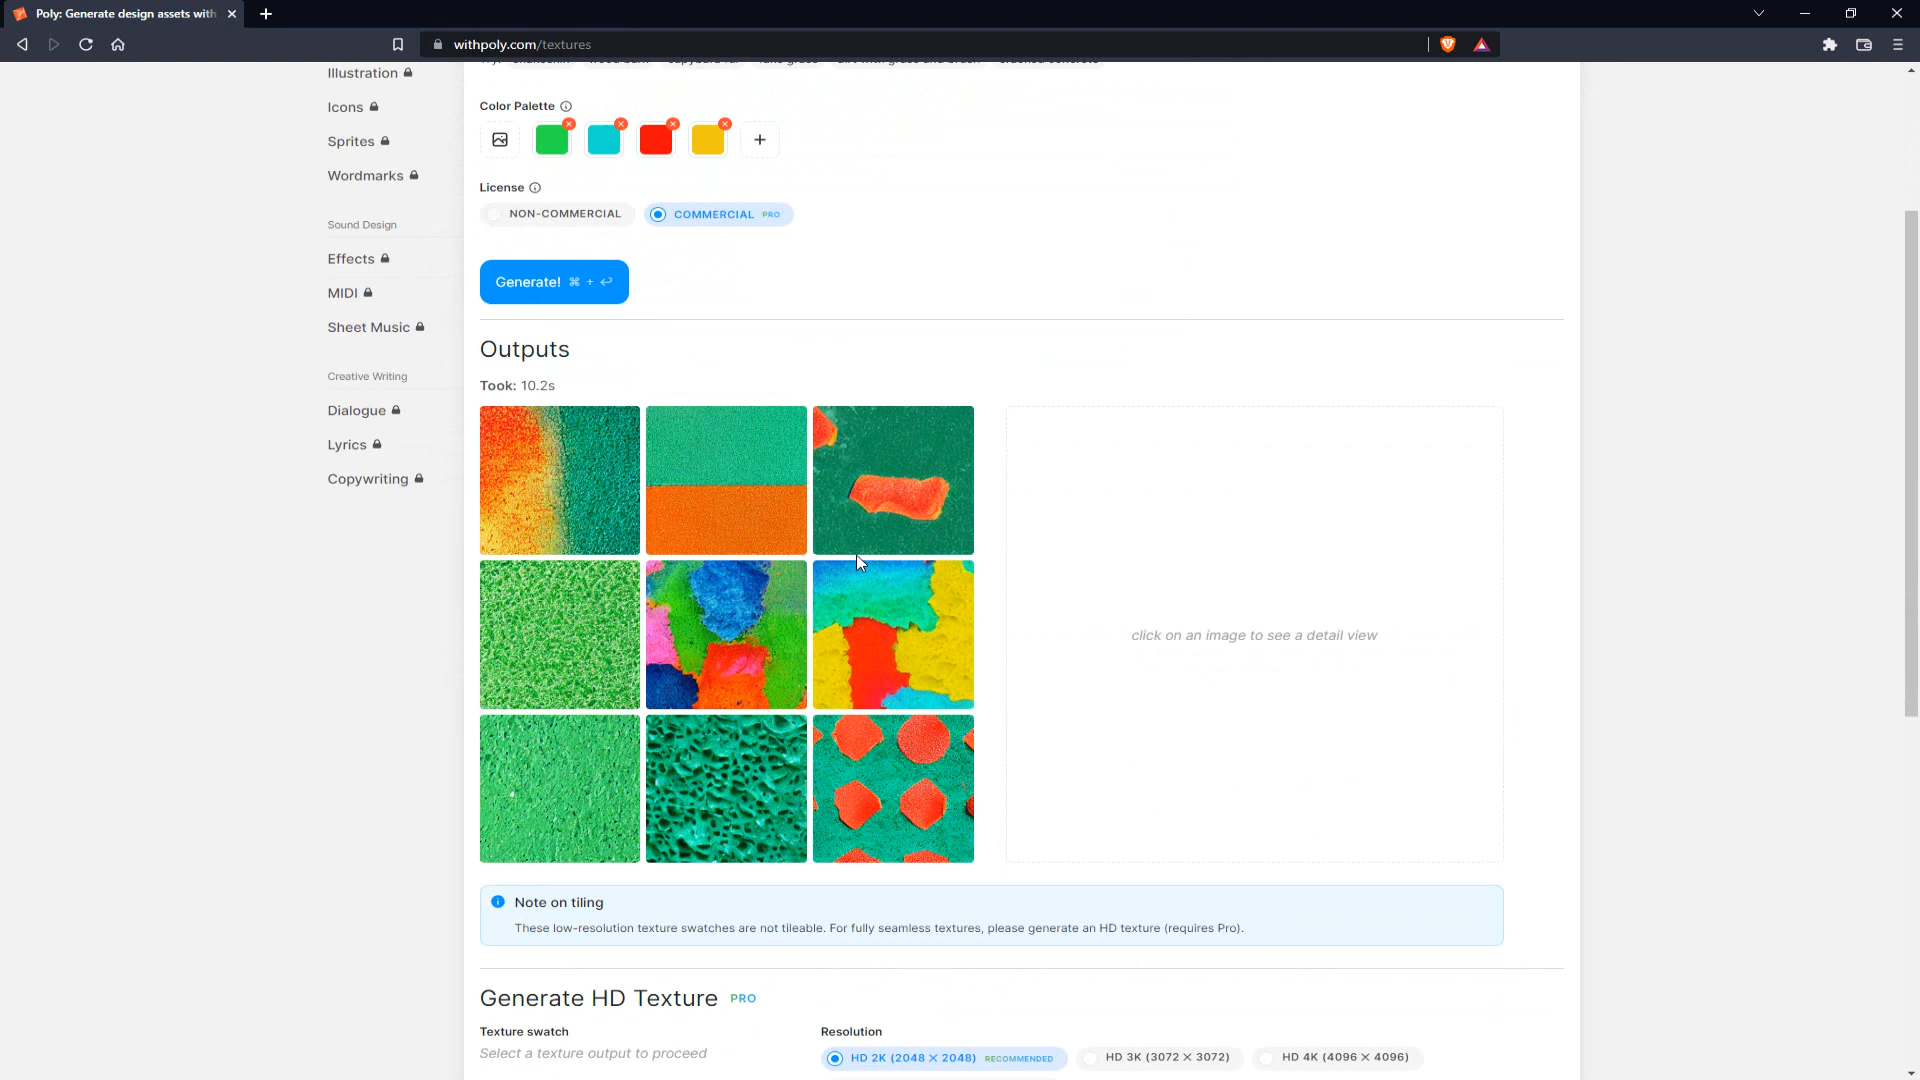 Poly: Generate design assets with
withpoly.com/textures
Illustration
Icons
Sprites
Wordmarks
Sound Design
Effects
MIDI
Sheet Music
Creative Writing
Dialogue
Lyrics
Copywriting
Color Palette
License
NON-COMMERCIAL
COMMERCIAL PRO
Generate! ⌘ + ↩
Outputs
Took: 10.2s
click on an image to see a detail view
Note on tiling
These low-resolution texture swatches are not tileable. For fully seamless textures, please generate an HD texture (requires Pro).
Generate HD Texture PRO
Texture swatch
Select a texture output to proceed
Resolution
HD 2K (2048 × 2048) RECOMMENDED
HD 3K (3072 × 3072)
HD 4K (4096 × 4096)